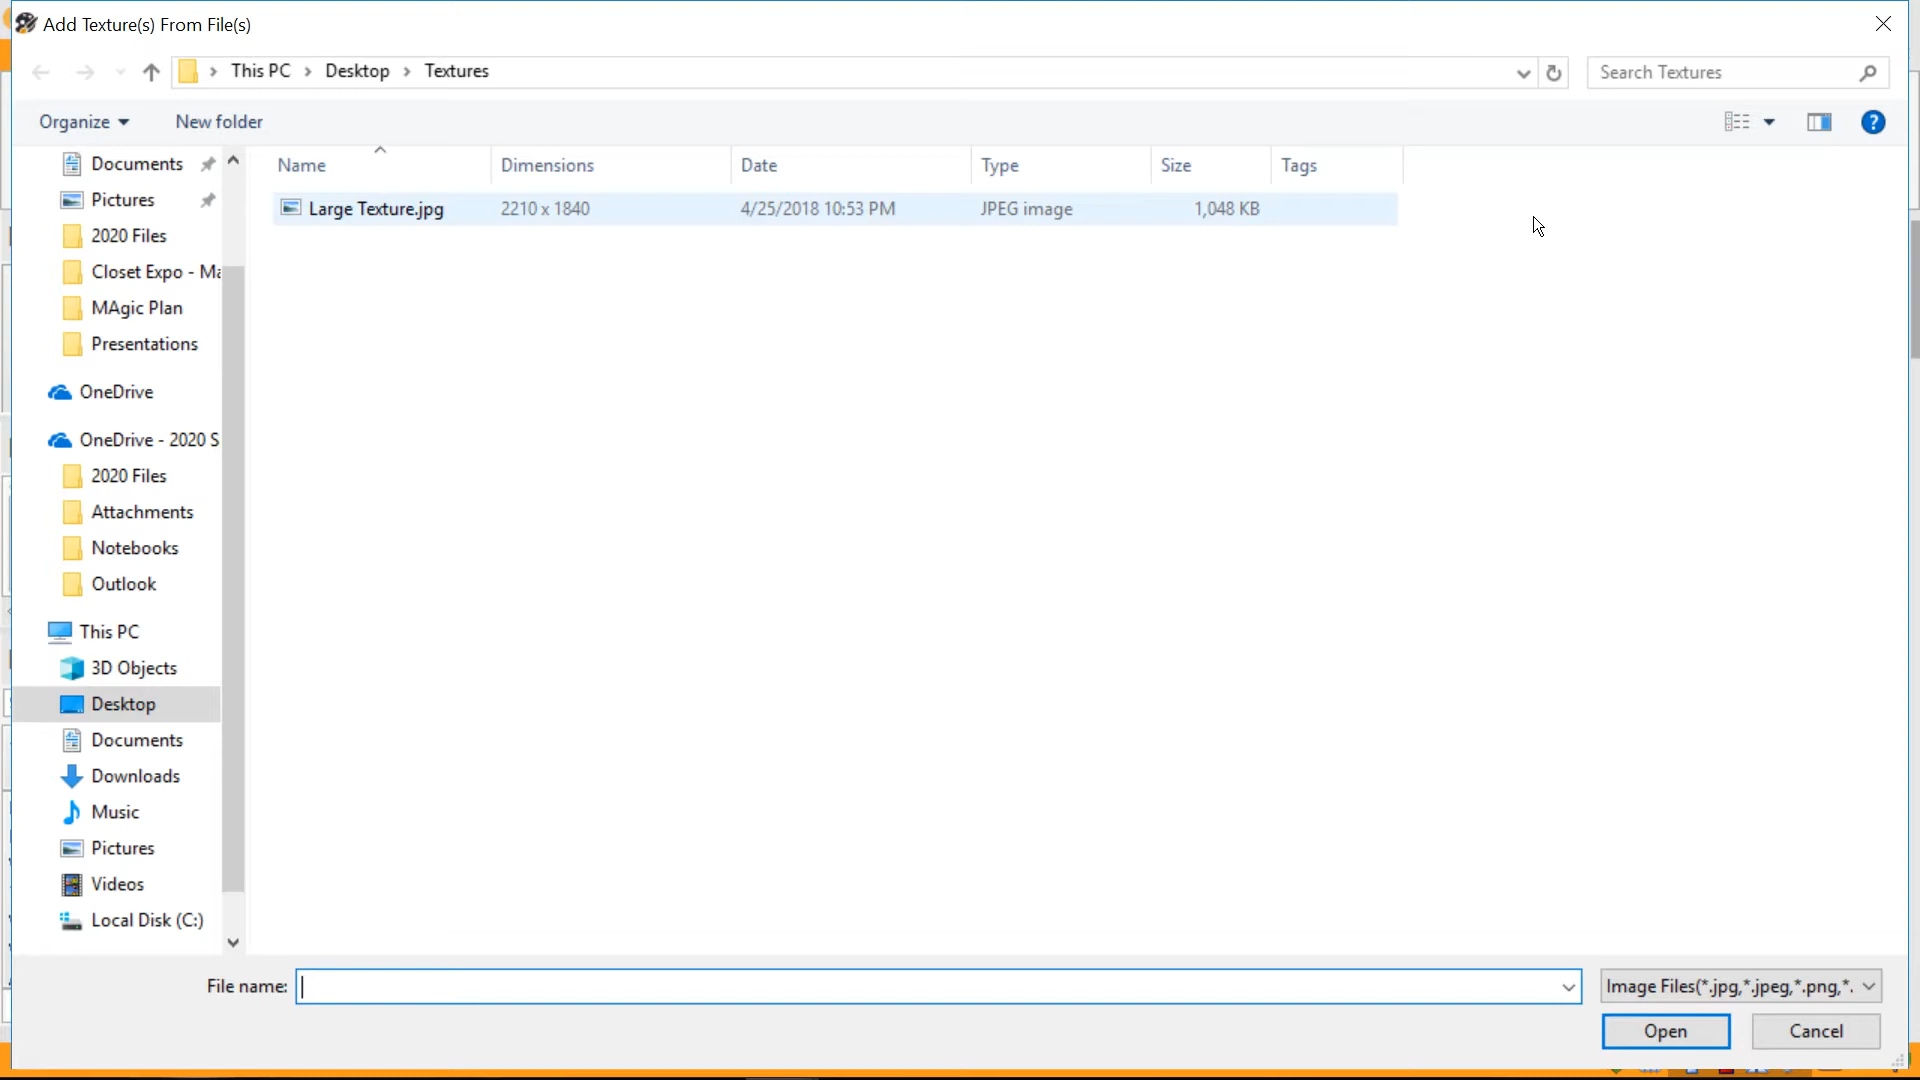 Add Texture(s) From File(s)
This PC > Desktop > Textures
Search Textures
Organize
New folder
?
Name
Dimensions
Date
Type
Size
Tags
Large Texture.jpg
2210 x 1840
4/25/2018 10:53 PM
JPEG image
1,048 KB
Documents
Pictures
2020 Files
Closet Expo - Ma
MAgic Plan
Presentations
OneDrive
OneDrive - 2020 S
2020 Files
Attachments
Notebooks
Outlook
This PC
3D Objects
Desktop
Documents
Downloads
Music
Pictures
Videos
Local Disk (C:)
File name:
Image Files(*.jpg,*.jpeg,*.png,*.
Open
Cancel